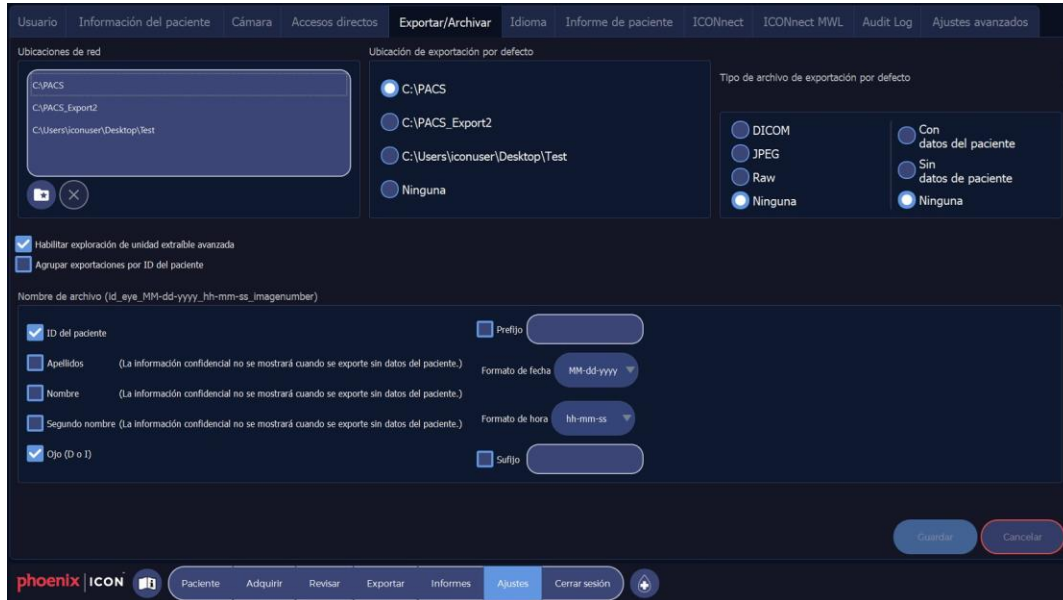 Usuario Información del paciente Cámara Accesos directos Exportar/Archivar Idioma Informe de paciente ICONnect ICONnect MWL Audit Log Ajustes avanzados
Ubicaciones de red
C:\PACS
C:\PACS_Export2
C:\Users\iconuser\Desktop\Test
Ubicación de exportación por defecto
C:\PACS
C:\PACS_Export2
C:\Users\iconuser\Desktop\Test
Ninguna
Tipo de archivo de exportación por defecto
DICOM
JPEG
Raw
Ninguna
Con
datos del paciente
Sin
datos de paciente
Ninguna
Habilitar exploración de unidad extraíble avanzada
Agrupar exportaciones por ID del paciente
Nombre de archivo (id_eye_MM-dd-yyyy_hh-mm-ss_imagenumber)
ID del paciente
Apellidos (La información confidencial no se mostrará cuando se exporte sin datos del paciente.)
Nombre (La información confidencial no se mostrará cuando se exporte sin datos del paciente.)
Segundo nombre (La información confidencial no se mostrará cuando se exporte sin datos del paciente.)
Ojo (D o I)
Prefijo
Formato de fecha MM-dd-yyyy
Formato de hora hh-mm-ss
Sufijo
Guardar Cancelar
phoenix ICON Paciente Adquirir Revisar Exportar Informes Ajustes Cerrar sesión